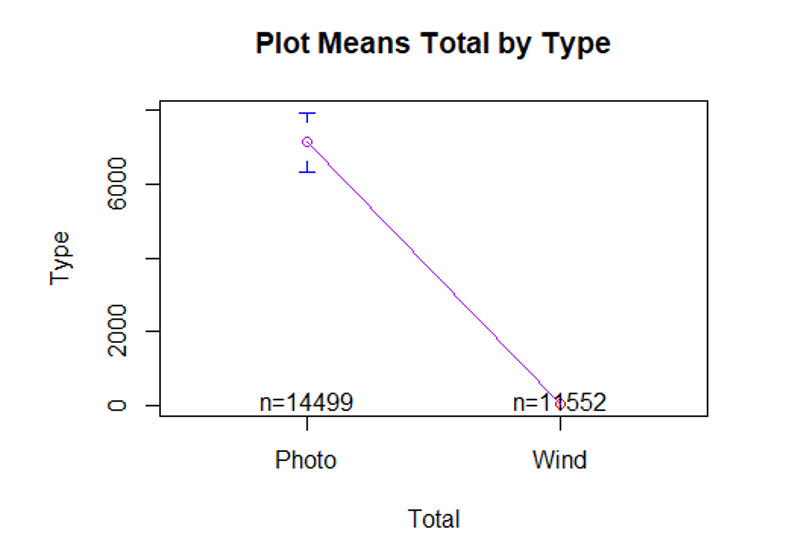 Plot Means Total by Type
Type
6000
2000
0
n=14499 n=11552
Photo Wind
Total